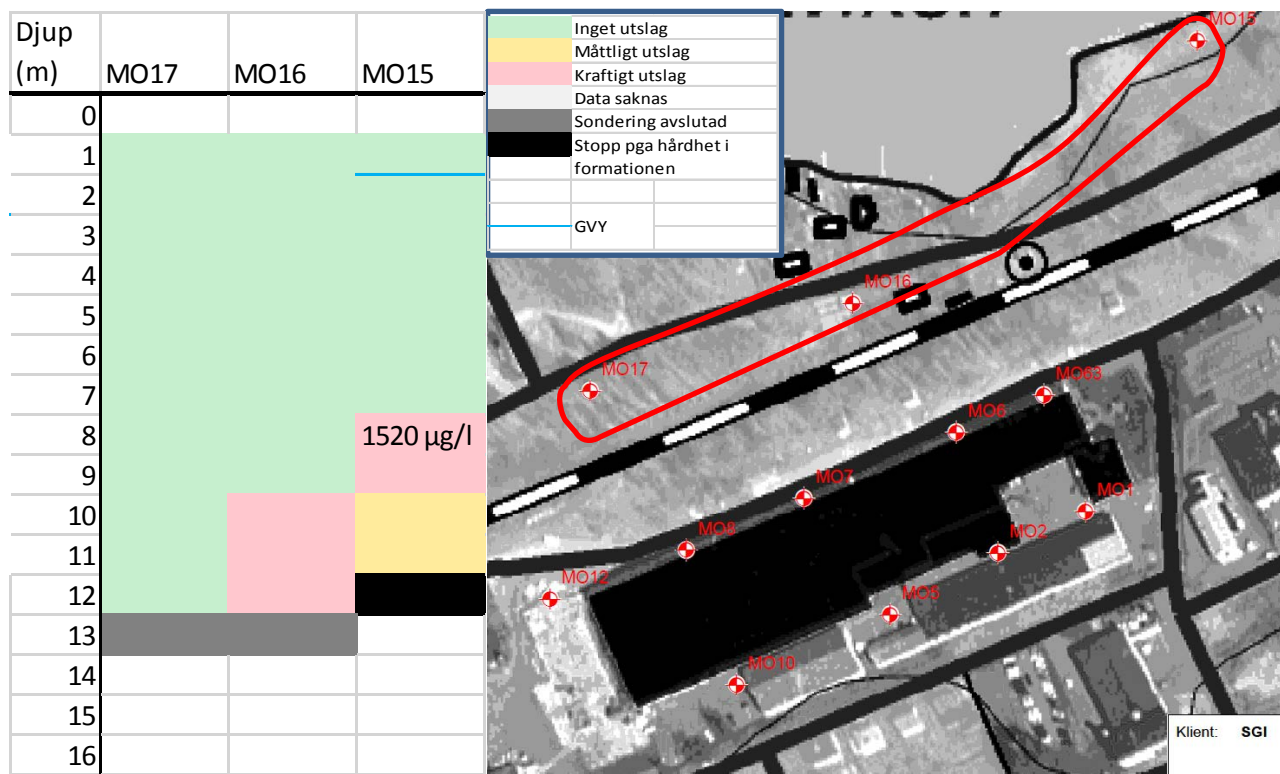 Djup
(m) MO17 MO16 MO15
0
1
2
3
4
5
6
7
8 1520 µg/l
9
10
11
12
13
14
15
16
Inget utslag
Måttligt utslag
Kraftigt utslag
Data saknas
Sondering avslutad
Stopp pga hårdhet i
formationen
GVY
MO15
MO16
MO17
MO63
MO6
MO7
MO1
MO8
MO2
MO12
MO5
MO10
Klient: SGI